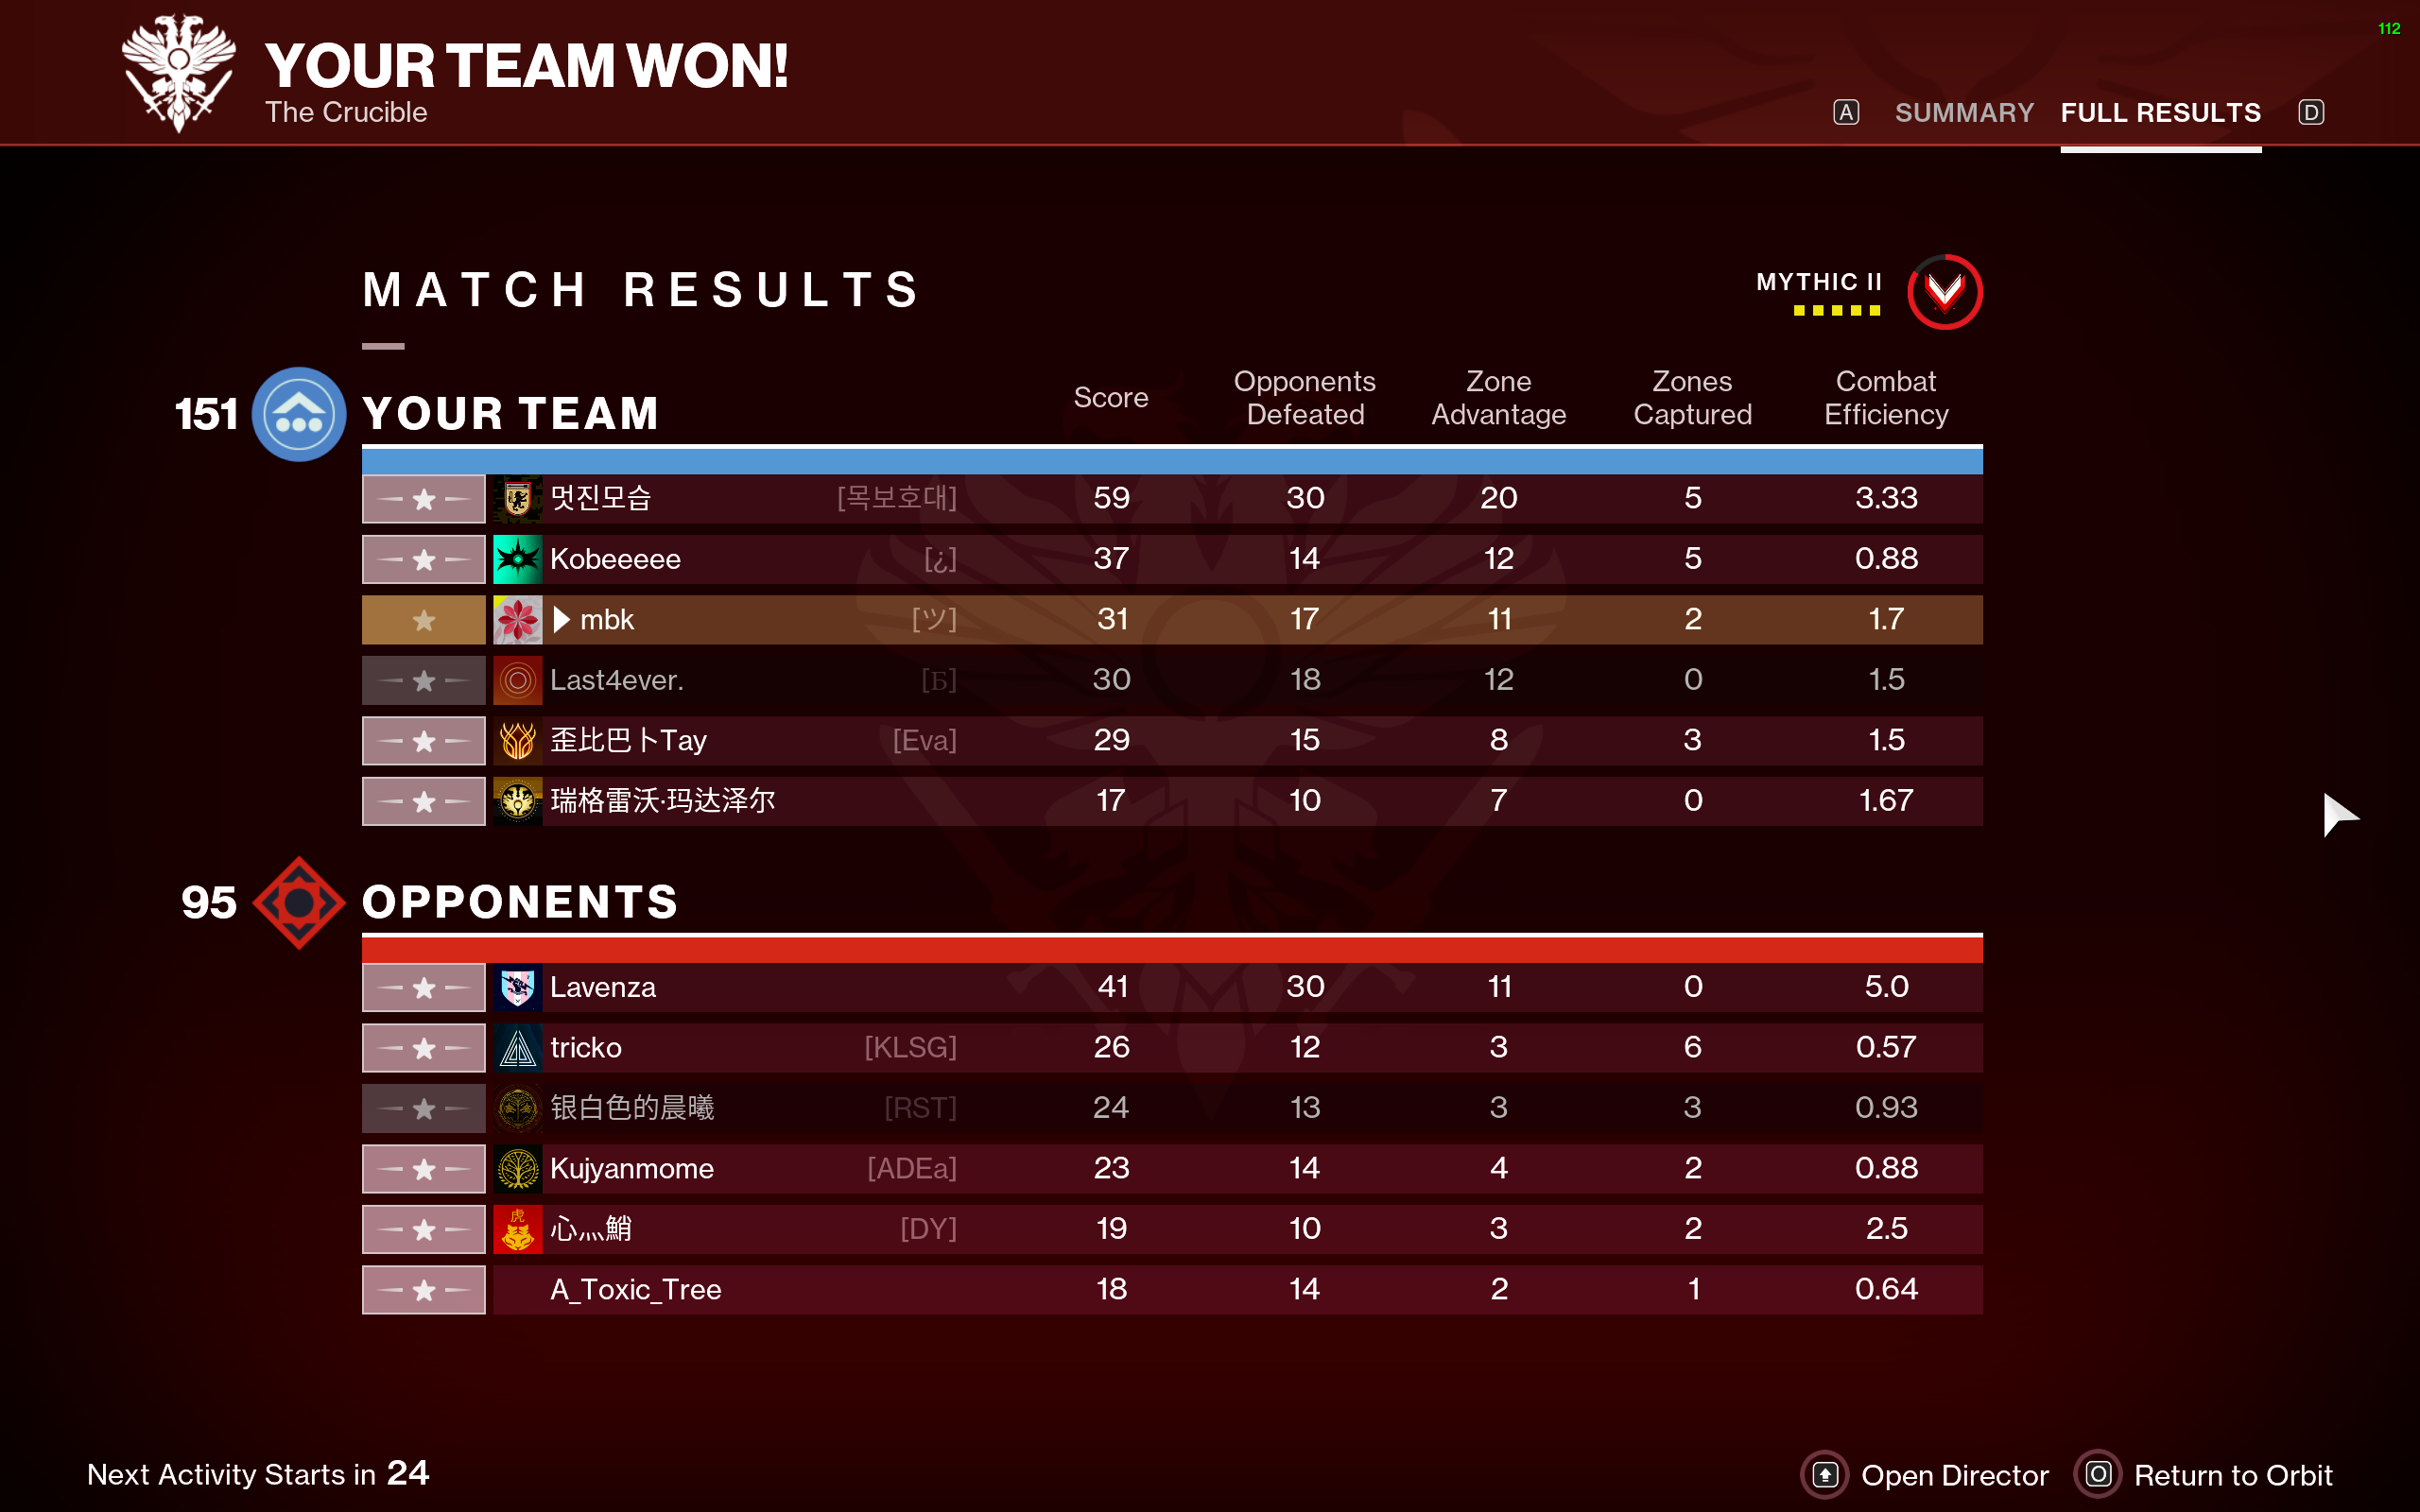 112
YOUR TEAM WON!
The Crucible
A SUMMARY FULL RESULTS D
MATCH RESULTS
MYTHIC II
151 YOUR TEAM Score Opponents Defeated Zone Advantage Zones Captured Combat Efficiency
멋진모습 [목보호대] 59 30 20 5 3.33
Kobeeeee [¿] 37 14 12 5 0.88
mbk [ツ] 31 17 11 2 1.7
Last4ever. [Б] 30 18 12 0 1.5
歪比巴卜Tay [Eva] 29 15 8 3 1.5
瑞格雷沃·玛达泽尔 17 10 7 0 1.67
95 OPPONENTS
Lavenza 41 30 11 0 5.0
tricko [KLSG] 26 12 3 6 0.57
银白色的晨曦 [RST] 24 13 3 3 0.93
Kujyanmome [ADEa] 23 14 4 2 0.88
虎
心灬鮹 [DY] 19 10 3 2 2.5
A_Toxic_Tree 18 14 2 1 0.64
Next Activity Starts in 24
Open Director O Return to Orbit